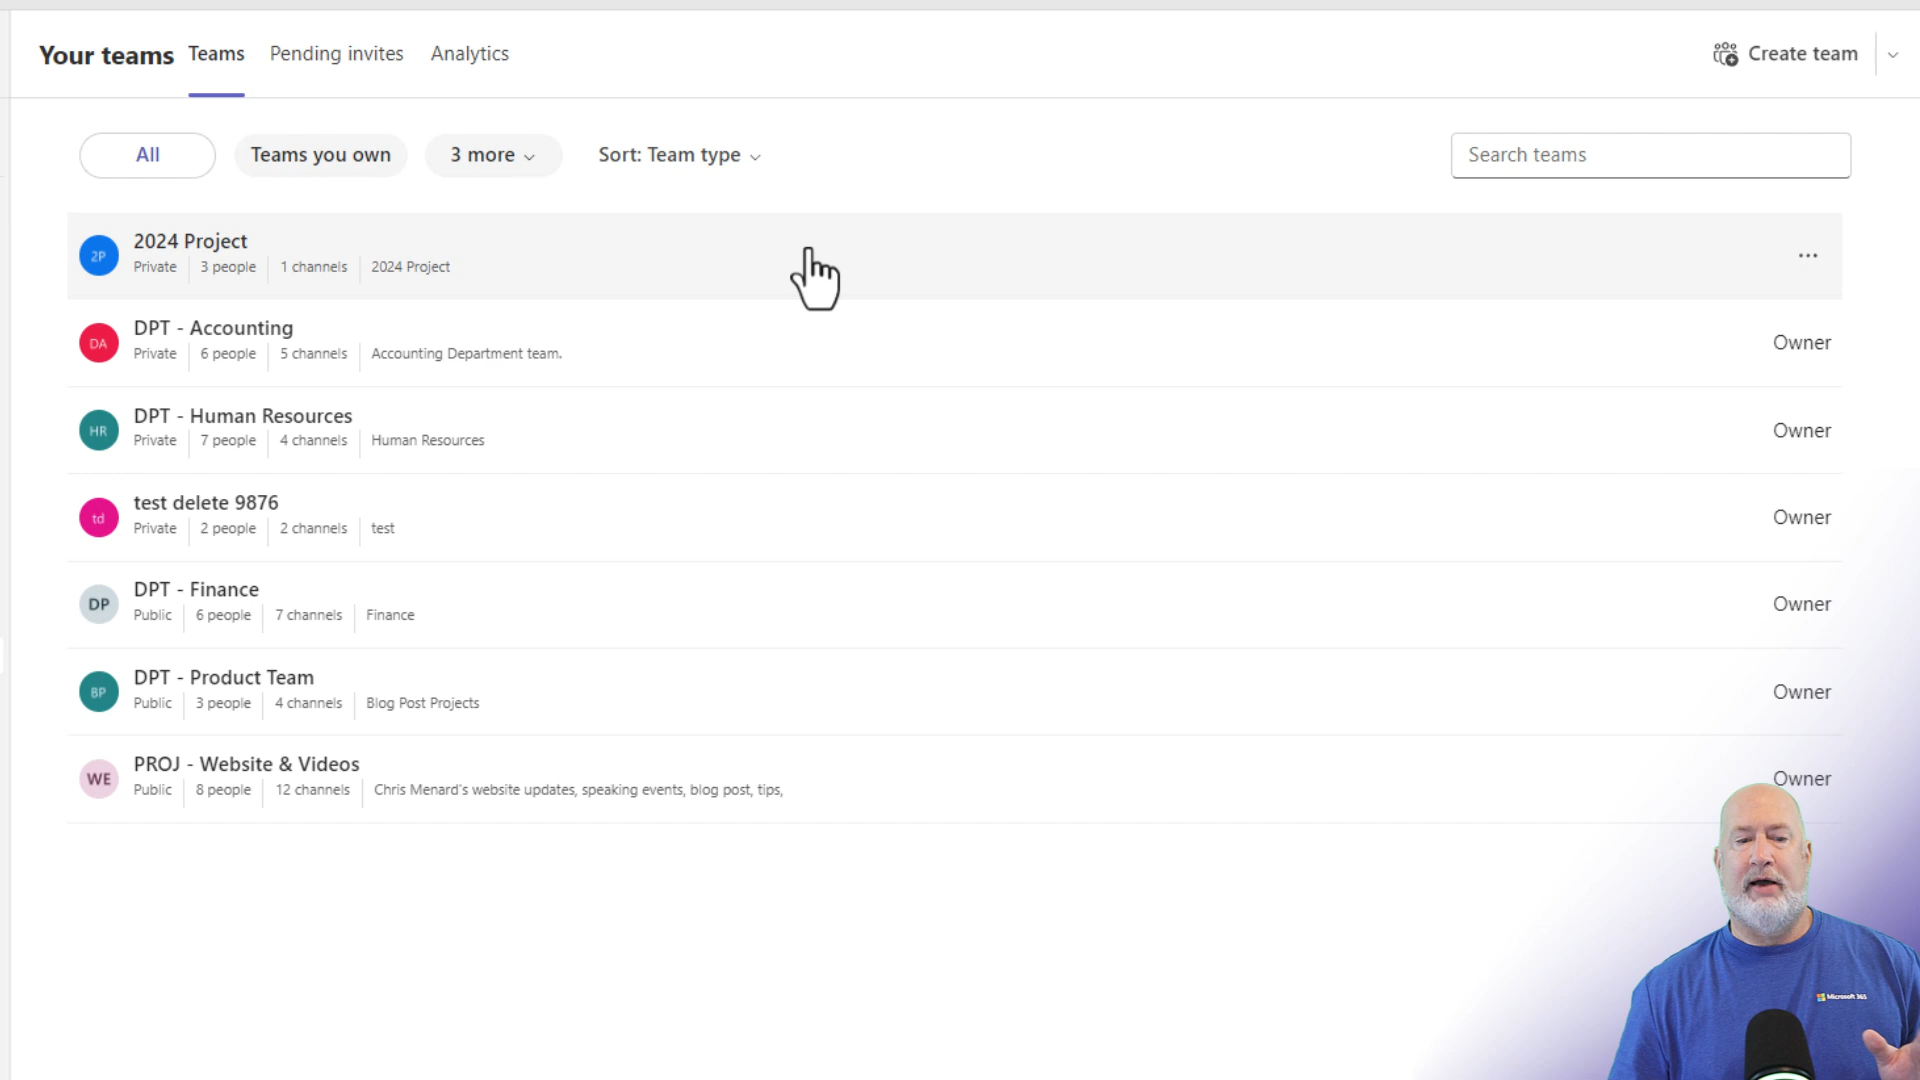 Your teams Teams Pending invites Analytics Create team
All Teams you own 3 more Sort: Team type Search teams
2P 2024 Project
Private 3 people 1 channels 2024 Project
DA DPT - Accounting
Private 6 people 5 channels Accounting Department team.
Owner
HR DPT - Human Resources
Private 7 people 4 channels Human Resources
Owner
td test delete 9876
Private 2 people 2 channels test
Owner
DP DPT - Finance
Public 6 people 7 channels Finance
Owner
BP DPT - Product Team
Public 3 people 4 channels Blog Post Projects
Owner
WE PROJ - Website & Videos
Public 8 people 12 channels Chris Menard's website updates, speaking events, blog post, tips,
Owner
Microsoft 365